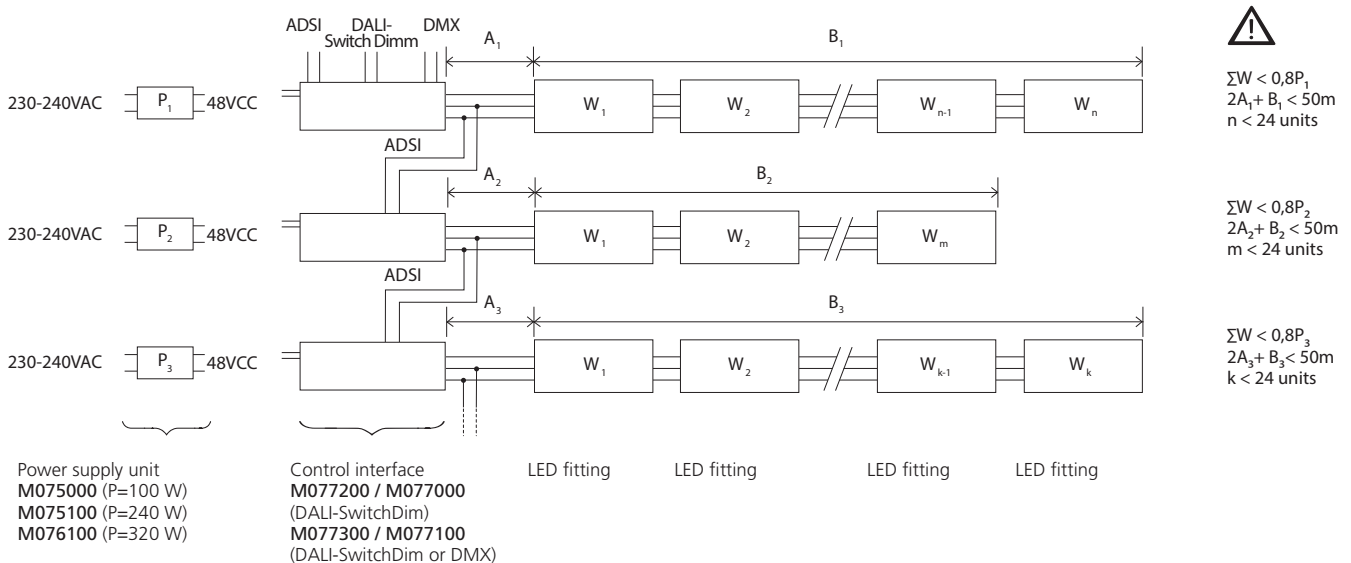 ADSI DALI- DMX
Switch Dimm
A₁ B₁
230-240VAC P₁ 48VCC W₁ W₂ Wₙ₋₁ Wₙ
∑W < 0,8P₁
2A₁+ B₁ < 50m
n < 24 units
ADSI
A₂ B₂
230-240VAC P₂ 48VCC W₁ W₂ Wₘ
∑W < 0,8P₂
2A₂+ B₂ < 50m
m < 24 units
ADSI
A₃ B₃
230-240VAC P₃ 48VCC W₁ W₂ Wₖ₋₁ Wₖ
∑W < 0,8P₃
2A₃+ B₃< 50m
k < 24 units
Power supply unit
M075000 (P=100 W)
M075100 (P=240 W)
M076100 (P=320 W)
Control interface
M077200 / M077000
(DALI-SwitchDim)
M077300 / M077100
(DALI-SwitchDim or DMX)
LED fitting LED fitting LED fitting LED fitting